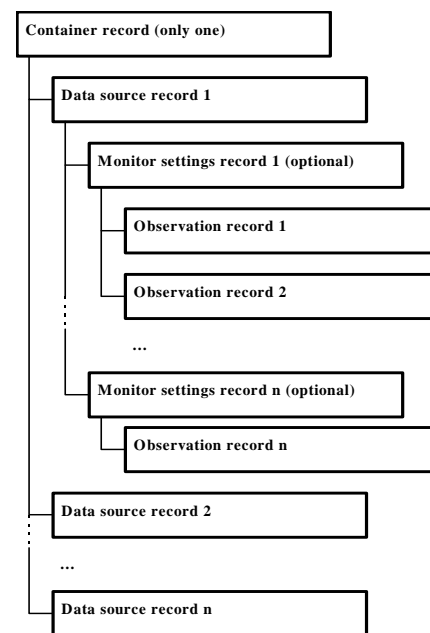 Container record (only one)
Data source record 1
Monitor settings record 1 (optional)
Observation record 1
Observation record 2
...
Monitor settings record n (optional)
Observation record n
Data source record 2
...
Data source record n